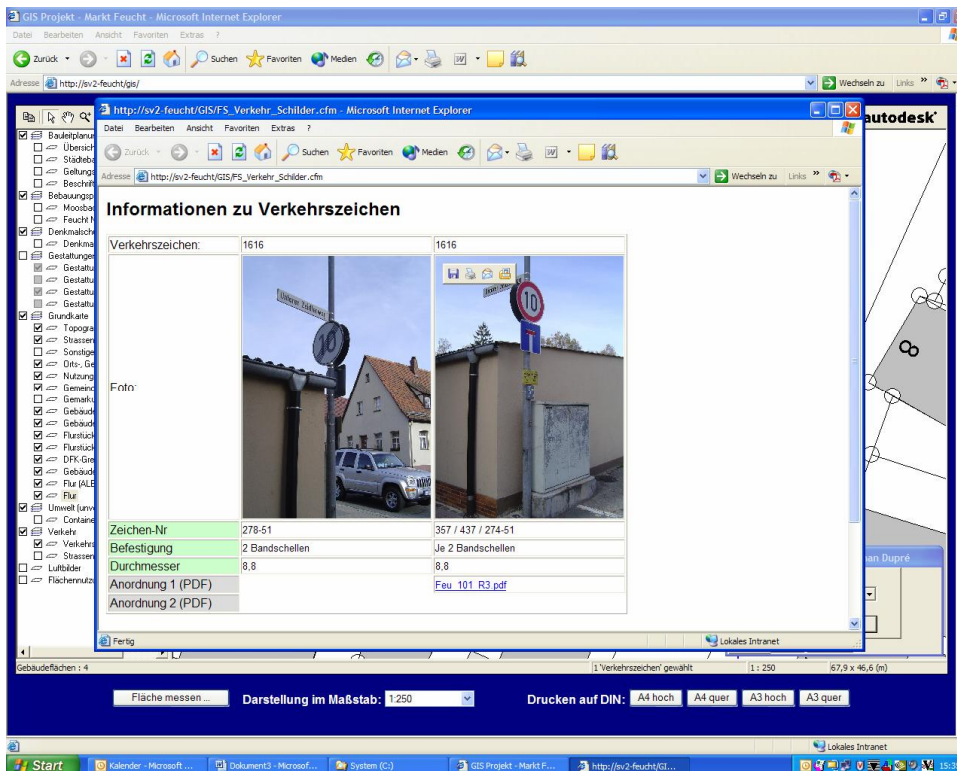 GIS Projekt - Markt Feucht - Microsoft Internet Explorer
Datei Bearbeiten Ansicht Favoriten Extras ?
Zurück Suchen Favoriten Medien
Adresse http://sv2-feucht/gis/ Wechseln zu Links »
autodesk
Bauleitplanu
Übersich
Städteba
Geltungs
Beschrift
Bebauungsp
Moosba
Feucht N
Denkmalsch
Denkma
Gestattunger
Gestattu
Gestattu
Gestattu
Gestattu
Grundkarte
Topogra
Strassen
Sonstige
Orts-, Ge
Nutzung
Gemeind
Gemarku
Gebäude
Flurstück
Flurstück
DFK-Gre
Gebäude
Flur (ALB
Flur
Umwelt (unv
Containe
Verkehr
Verkehrs
Strassen
Luftbilder
Flächennutz
http://sv2-feucht/GIS/FS_Verkehr_Schilder.cfm - Microsoft Internet Explorer
Datei Bearbeiten Ansicht Favoriten Extras ?
Zurück Suchen Favoriten Medien
Adresse http://sv2-feucht/GIS/FS_Verkehr_Schilder.cfm Wechseln zu Links »
Informationen zu Verkehrszeichen
Verkehrszeichen: 1616 1616
Foto:
10
10
Zeichen-Nr 278-51 357 / 437 / 274-51
Befestigung 2 Bandschellen Je 2 Bandschellen
Durchmesser 8,8 8,8
Anordnung 1 (PDF) Feu_101_R3.pdf
Anordnung 2 (PDF)
Fertig Lokales Intranet
8
an Dupré
Gebäudeflächen : 4 1 'Verkehrszeichen' gewählt 1 : 250 67,9 x 46,6 (m)
Fläche messen ... Darstellung im Maßstab: 1:250 Drucken auf DIN: A4 hoch A4 quer A3 hoch A3 quer
Lokales Intranet
Start Kalender - Microsoft ... Dokument3 - Microsof... System (C:) GIS Projekt - Markt F... http://sv2-feucht/GI...